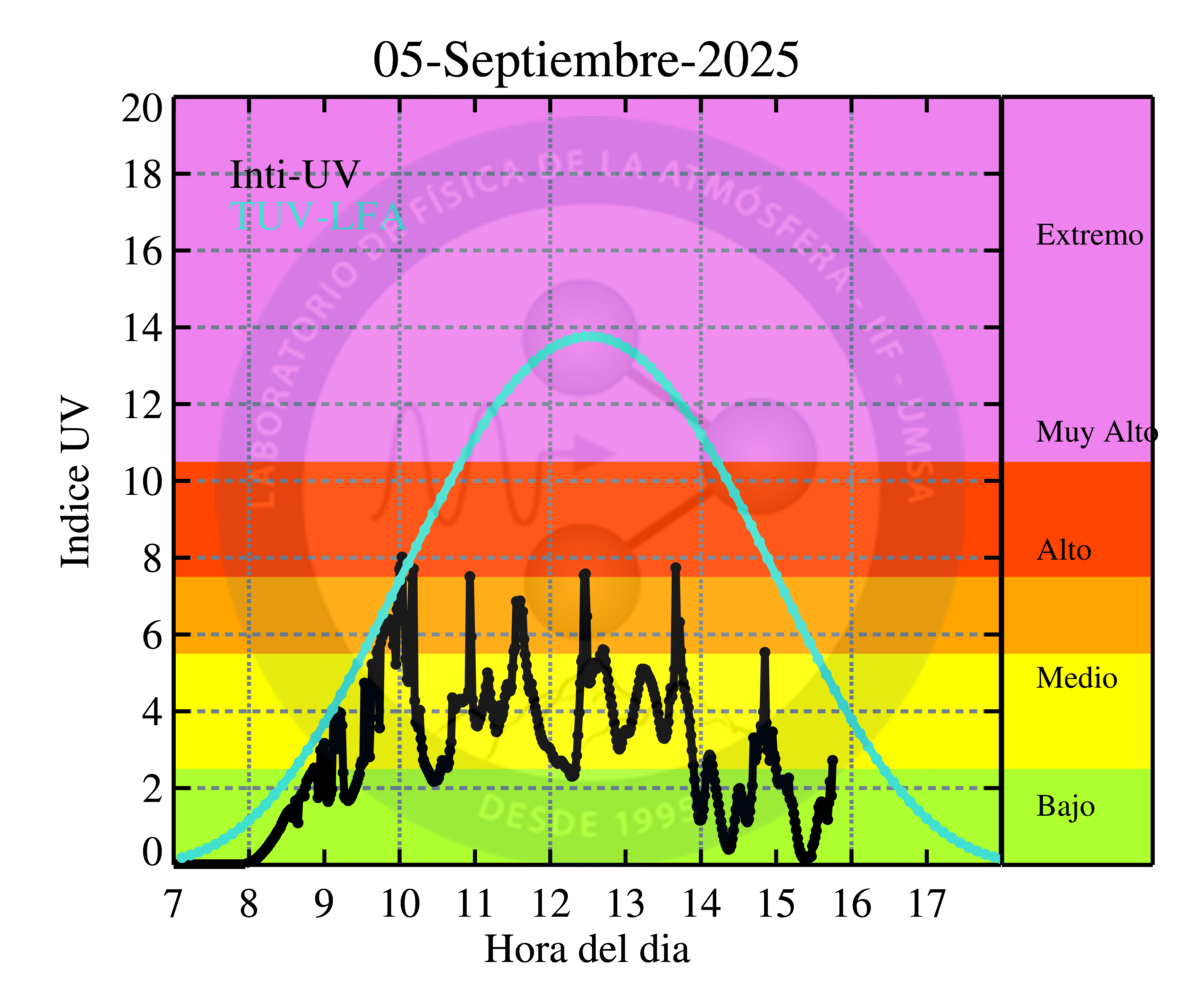 05-Septiembre-2025
20
18
16
14
12
10
8
6
4
2
0
Indice UV
Inti-UV
TUV-LFA
LABORATORIO DE FÍSICA DE LA ATMÓSFERA - IIF - UMSA
DESDE 1995
Extremo
Muy Alto
Alto
Medio
Bajo
7 8 9 10 11 12 13 14 15 16 17
Hora del dia